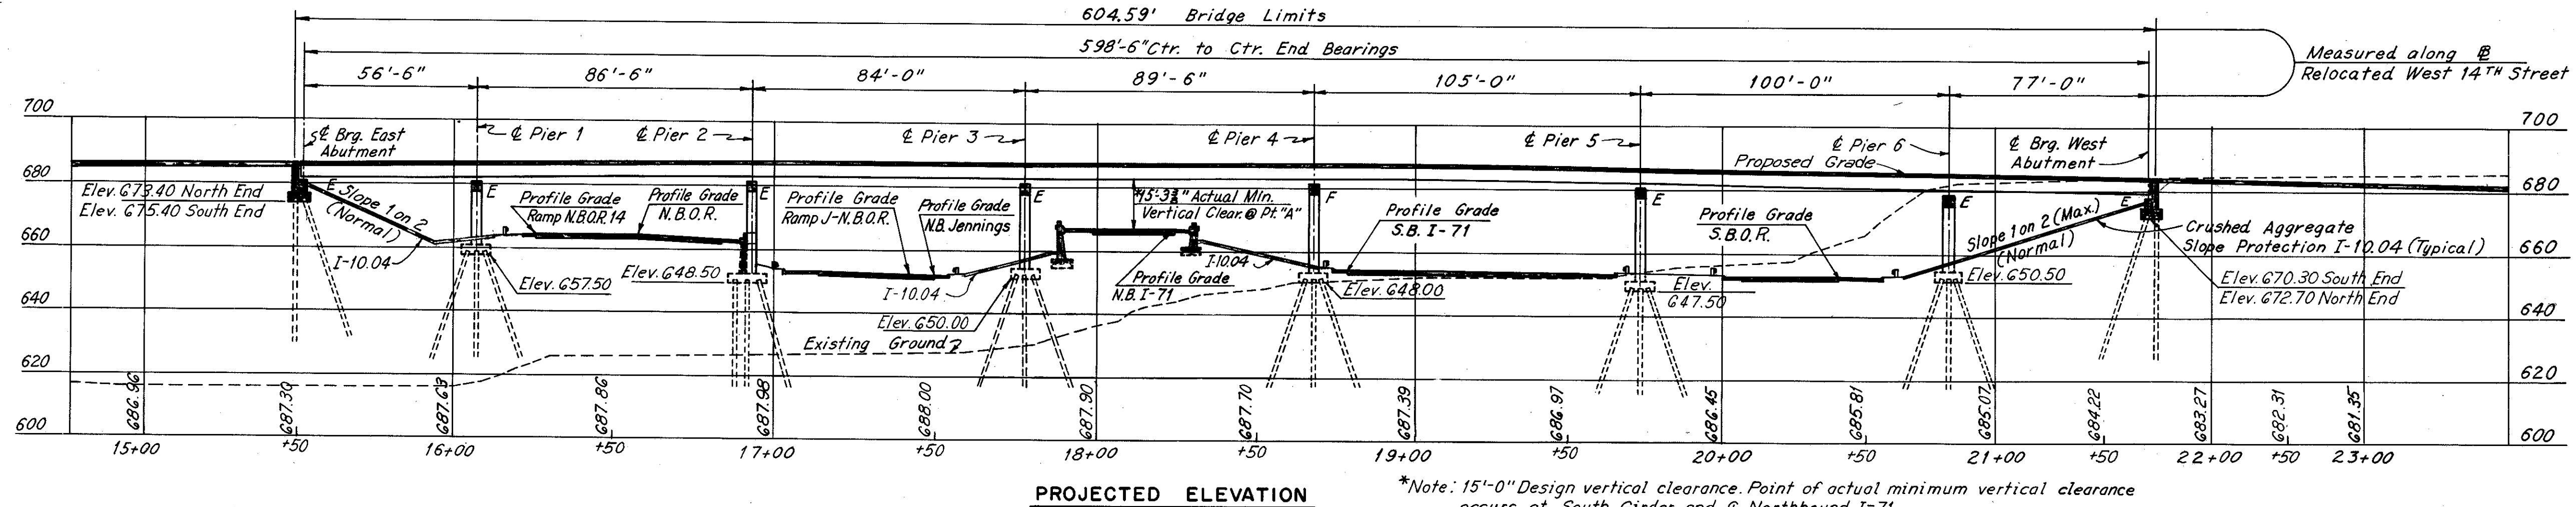 604.59' Bridge Limits
598'-6" Ctr. to Ctr. End Bearings
Measured along ℄
Relocated West 14TH Street
56'-6" 86'-6" 84'-0" 89'-6" 105'-0" 100'-0" 77'-0"
700 700
℄ Brg. East
Abutment
℄ Pier 1
℄ Pier 2
℄ Pier 3
℄ Pier 4
℄ Pier 5
℄ Pier 6
℄ Brg. West
Abutment
Proposed Grade
680 680
Elev. 673.40 North End
Elev. 675.40 South End
E Slope 1 on 2
(Normal)
I-10.04
E
Profile Grade
Ramp N.B.O.R. 14
Profile Grade
N.B.O.R.
E
Profile Grade
Ramp J-N.B.O.R.
Profile Grade
N.B. Jennings
E
*15'-3¾" Actual Min.
Vertical Clear. @ Pt. "A"
F
Profile Grade
S.B. I-71
E
Profile Grade
S.B.O.R.
E
Slope 1 on 2 (Max.)
(Normal)
E
Crushed Aggregate
Slope Protection I-10.04 (Typical)
660 660
Elev. 657.50
Elev. 648.50
I-10.04
Elev. 650.00
Profile Grade
N.B. I-71
I-10.04
Elev. 648.00
Elev.
647.50
Elev. 650.50
Elev. 670.30 South End
Elev. 672.70 North End
640 640
Existing Ground
620 620
686.96 687.30 687.63 687.86 687.98 688.00 687.90 687.70 687.39 686.97 686.45 685.81 685.07 684.22 683.27 682.31 681.35
600 600
15+00 +50 16+00 +50 17+00 +50 18+00 +50 19+00 +50 20+00 +50 21+00 +50 22+00 +50 23+00
PROJECTED ELEVATION
*Note: 15'-0" Design vertical clearance. Point of actual minimum vertical clearance
occurs at South Girder and ℄ Northbound I-71